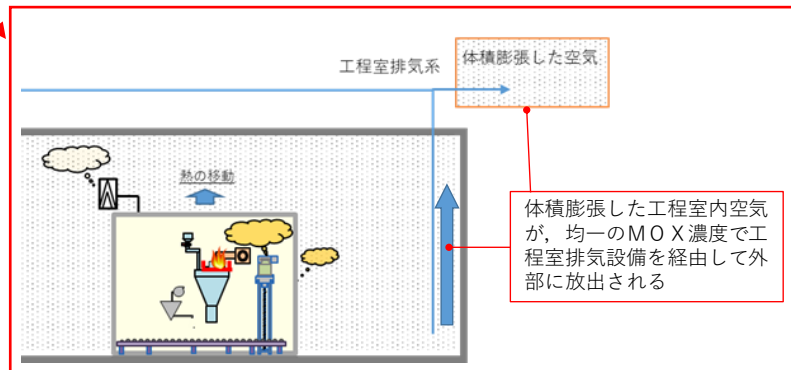 工程室排気系
体積膨張した空気
熱の移動
体積膨張した工程室内空気
が，均一のＭＯＸ濃度で工
程室排気設備を経由して外
部に放出される